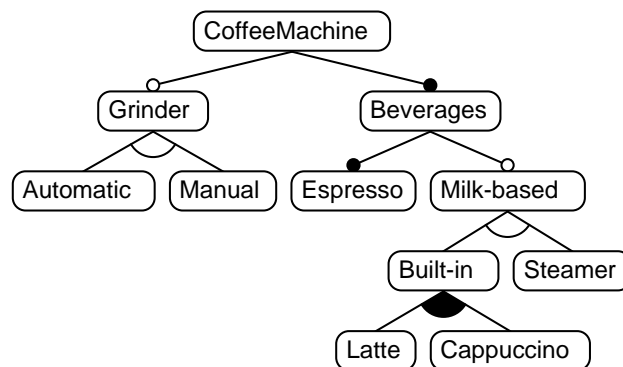 CoffeeMachine
Grinder
Beverages
Automatic
Manual
Espresso
Milk-based
Built-in
Steamer
Latte
Cappuccino